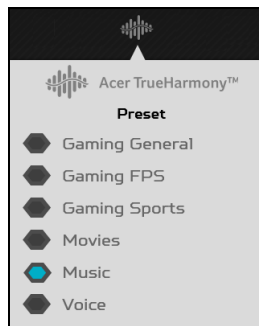 Acer TrueHarmony™
Preset
Gaming General
Gaming FPS
Gaming Sports
Movies
Music
Voice